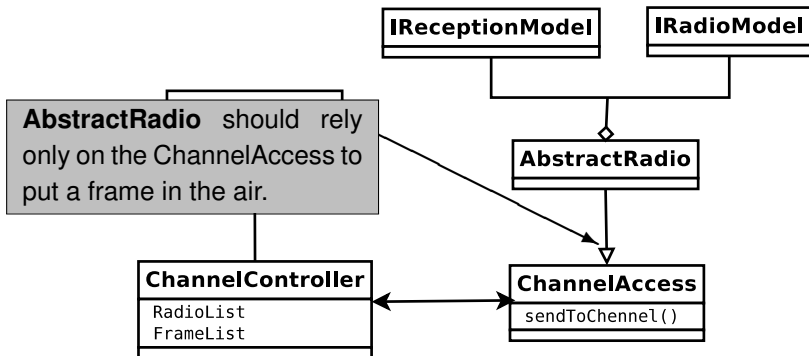 IReceptionModel
IRadioModel
AbstractRadio should rely
only on the ChannelAccess to
put a frame in the air.
AbstractRadio
ChannelController
RadioList
FrameList
ChannelAccess
sendToChennel()